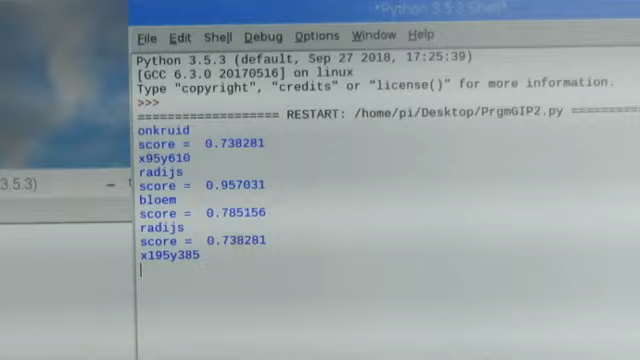 *Python 3.5.3 Shell*
File Edit Shell Debug Options Window Help
Python 3.5.3 (default, Sep 27 2018, 17:25:39)
[GCC 6.3.0 20170516] on linux
Type "copyright", "credits" or "license()" for more information.
>>>
=================== RESTART: /home/pi/Desktop/PrgmGIP2.py ==========
onkruid
score = 0.738281
x95y610
radijs
score = 0.957031
bloem
3.5.3)
score = 0.785156
radijs
score = 0.738281
x195y385